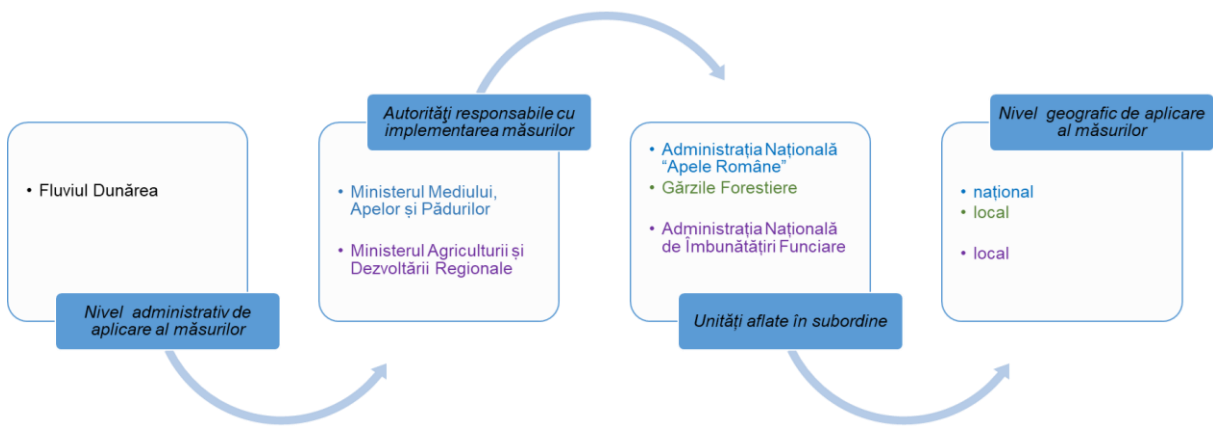 • Fluviul Dunărea
Nivel administrativ de
aplicare al măsurilor
Autorităţi responsabile cu
implementarea măsurilor
• Ministerul Mediului,
Apelor și Pădurilor
• Ministerul Agriculturii și
Dezvoltării Regionale
• Administrația Națională
“Apele Române”
• Gărzile Forestiere
• Administrația Națională
de Îmbunătățiri Funciare
Unități aflate în subordine
Nivel geografic de aplicare
al măsurilor
• național
• local
• local